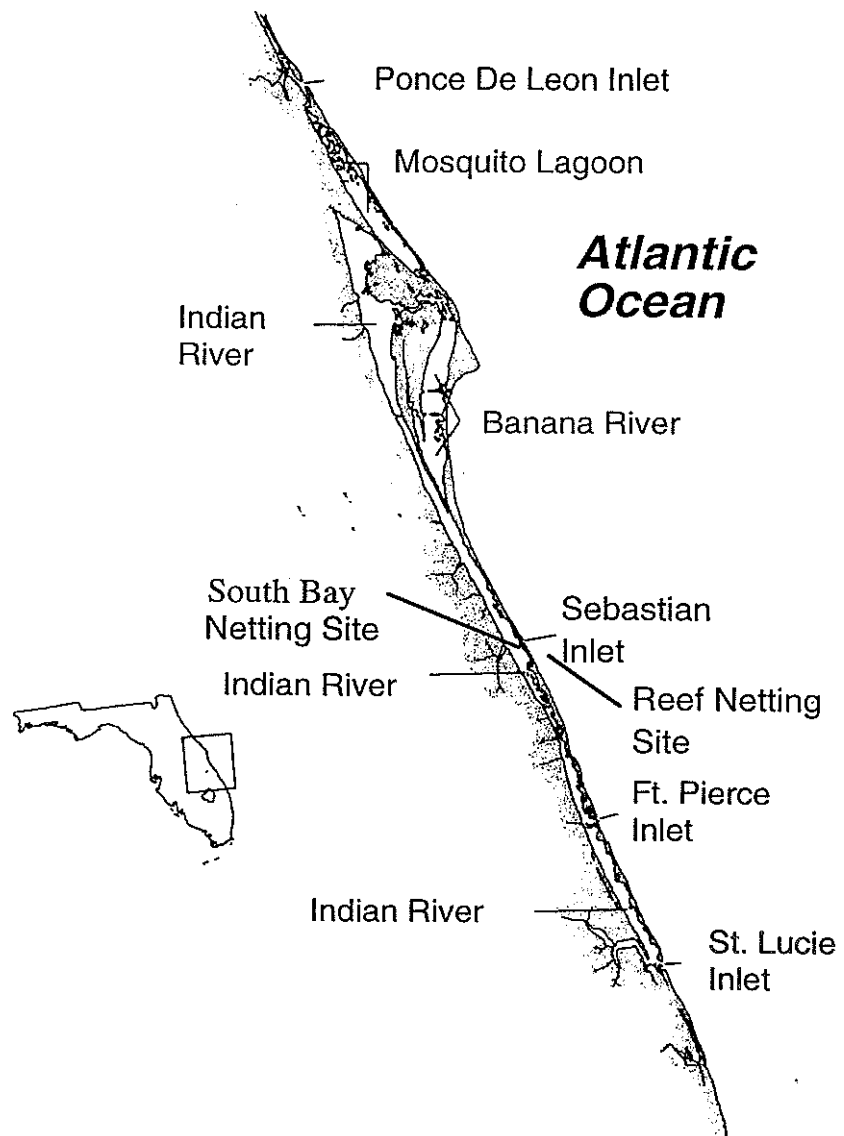 Ponce De Leon Inlet
Mosquito Lagoon
Atlantic
Ocean
Indian
River
Banana River
South Bay
Netting Site
Sebastian
Inlet
Indian River
Reef Netting
Site
Ft. Pierce
Inlet
Indian River
St. Lucie
Inlet